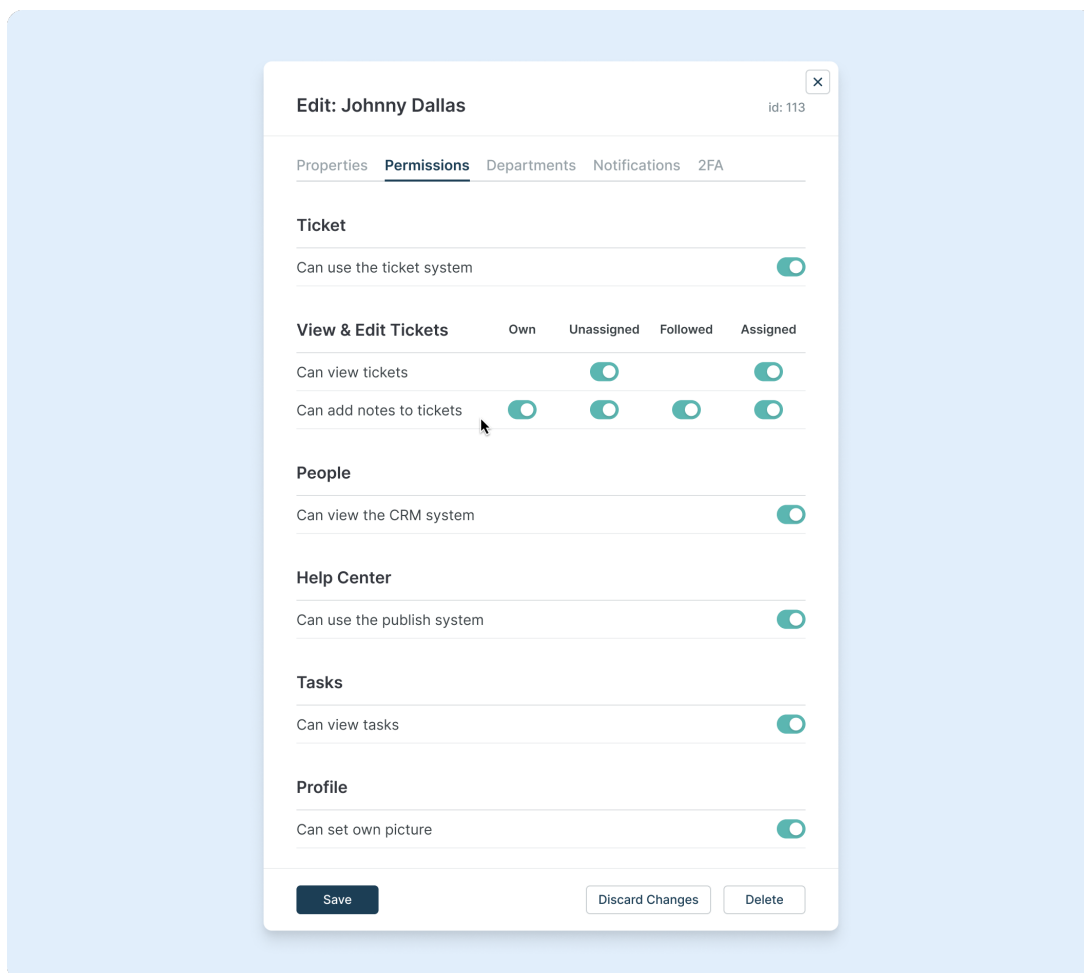 Edit: Johnny Dallas id: 113
Properties Permissions Departments Notifications 2FA
Ticket
Can use the ticket system
View & Edit Tickets Own Unassigned Followed Assigned
Can view tickets
Can add notes to tickets
People
Can view the CRM system
Help Center
Can use the publish system
Tasks
Can view tasks
Profile
Can set own picture
Save Discard Changes Delete